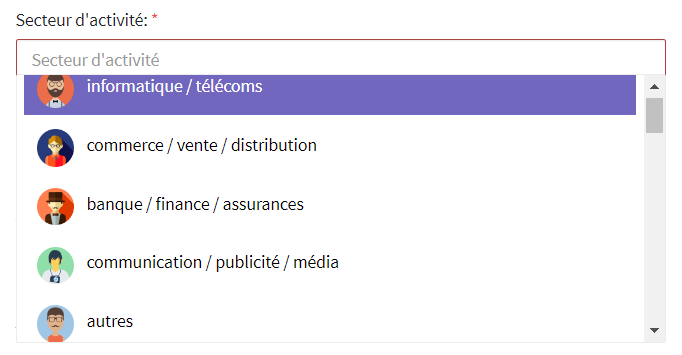 Secteur d'activité: *
Secteur d'activité
informatique / télécoms
commerce / vente / distribution
banque / finance / assurances
communication / publicité / média
autres